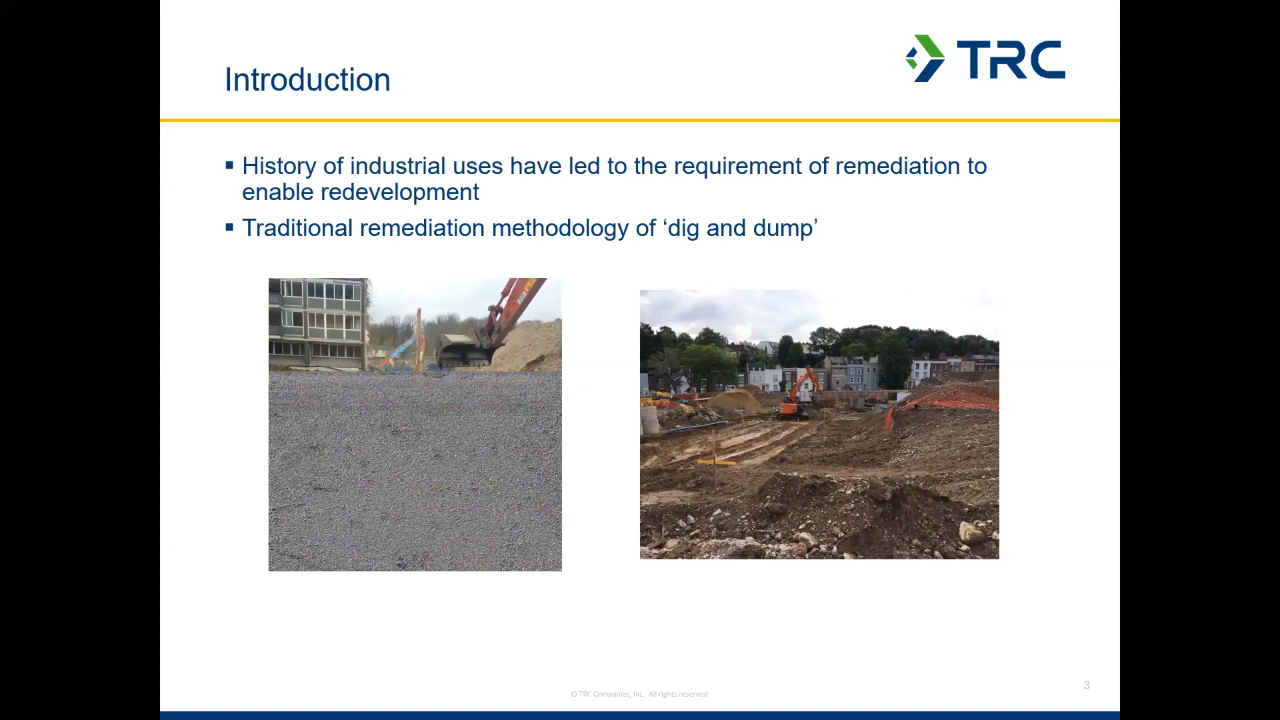 Introduction
TRC
▪ History of industrial uses have led to the requirement of remediation to
enable redevelopment
▪ Traditional remediation methodology of ‘dig and dump’
© TRC Companies, Inc. All rights reserved
3